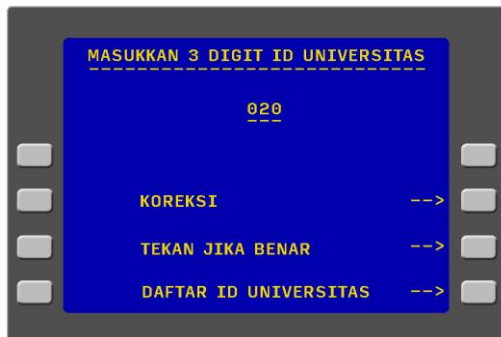 MASUKKAN 3 DIGIT ID UNIVERSITAS
020
KOREKSI -->
TEKAN JIKA BENAR -->
DAFTAR ID UNIVERSITAS -->